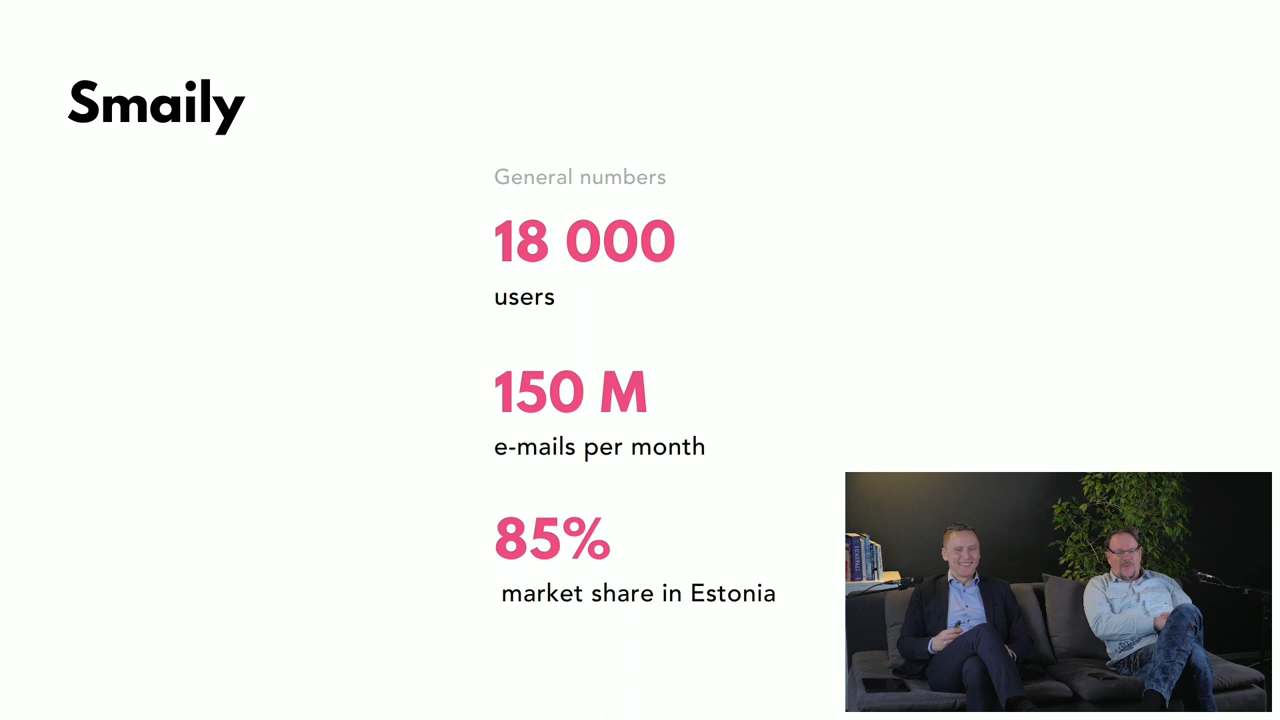 Smaily
General numbers
18 000
users
150 M
e-mails per month
85%
market share in Estonia